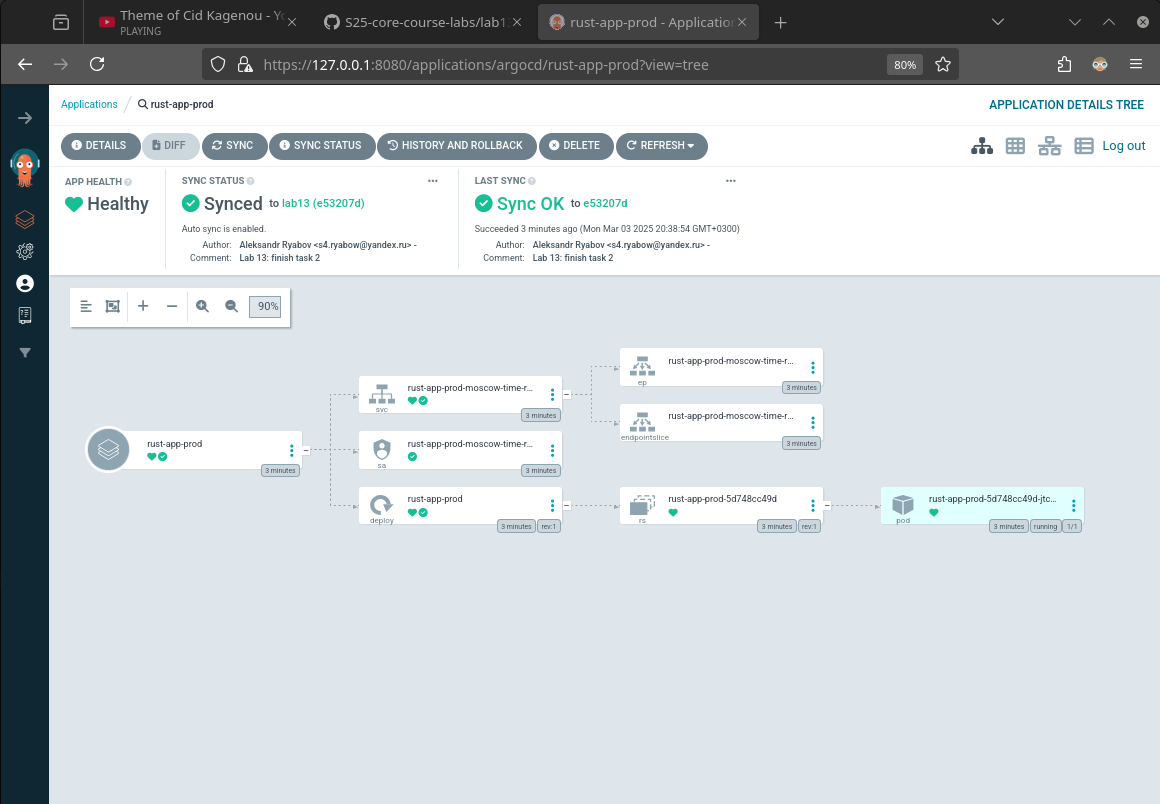 Theme of Cid Kagenou - Yo
PLAYING
S25-core-course-labs/lab1
rust-app-prod - Applicatio
https://127.0.0.1:8080/applications/argocd/rust-app-prod?view=tree
80%
Applications / rust-app-prod
APPLICATION DETAILS TREE
DETAILS
DIFF
SYNC
SYNC STATUS
HISTORY AND ROLLBACK
DELETE
REFRESH
Log out
APP HEALTH
Healthy
SYNC STATUS
Synced to lab13 (e53207d)
Auto sync is enabled.
Author: Aleksandr Ryabov <s4.ryabow@yandex.ru> -
Comment: Lab 13: finish task 2
LAST SYNC
Sync OK to e53207d
Succeeded 3 minutes ago (Mon Mar 03 2025 20:38:54 GMT+0300)
Author: Aleksandr Ryabov <s4.ryabow@yandex.ru> -
Comment: Lab 13: finish task 2
90%
rust-app-prod
3 minutes
rust-app-prod-moscow-time-r...
svc
3 minutes
rust-app-prod-moscow-time-r...
sa
3 minutes
rust-app-prod
deploy
3 minutes
rev:1
rust-app-prod-moscow-time-r...
ep
3 minutes
rust-app-prod-moscow-time-r...
endpointslice
3 minutes
rust-app-prod-5d748cc49d
rs
3 minutes
rev:1
rust-app-prod-5d748cc49d-jtc...
pod
3 minutes
running
1/1